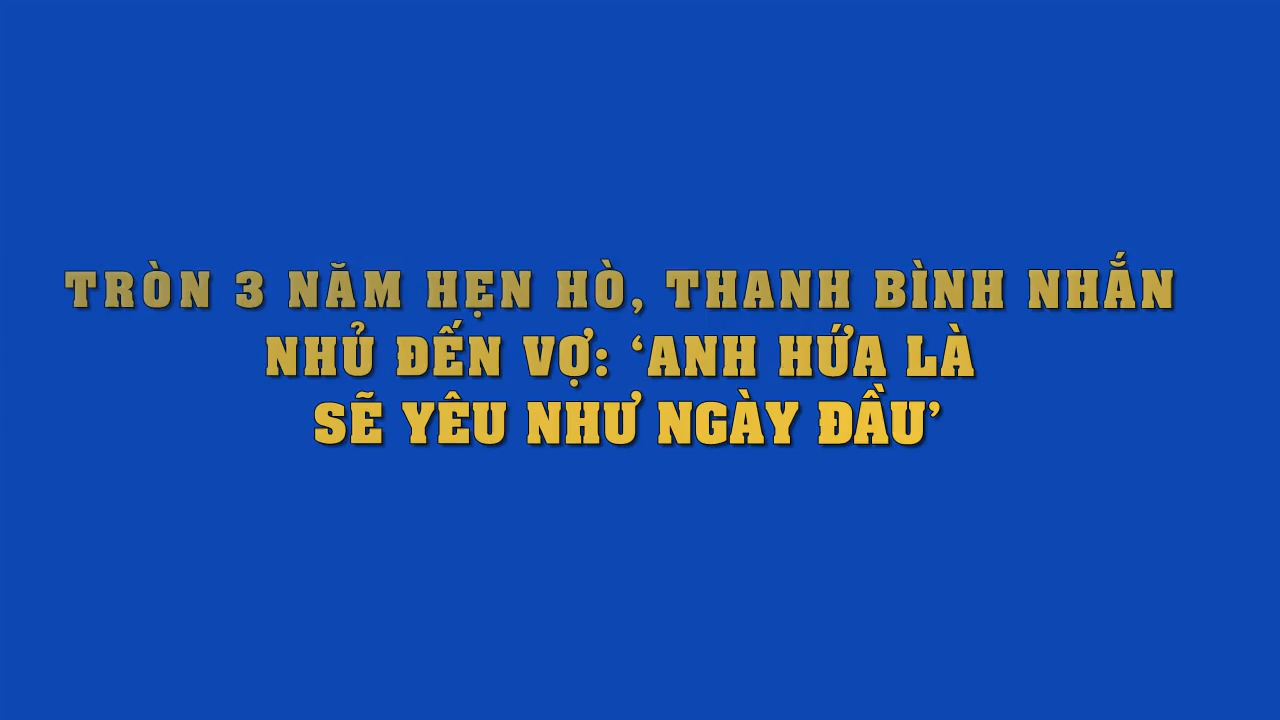 TRÒN 3 NĂM HẸN HÒ, THANH BÌNH NHẮN
NHỦ ĐẾN VỢ: ‘ANH HỨA LÀ
SẼ YÊU NHƯ NGÀY ĐẦU’